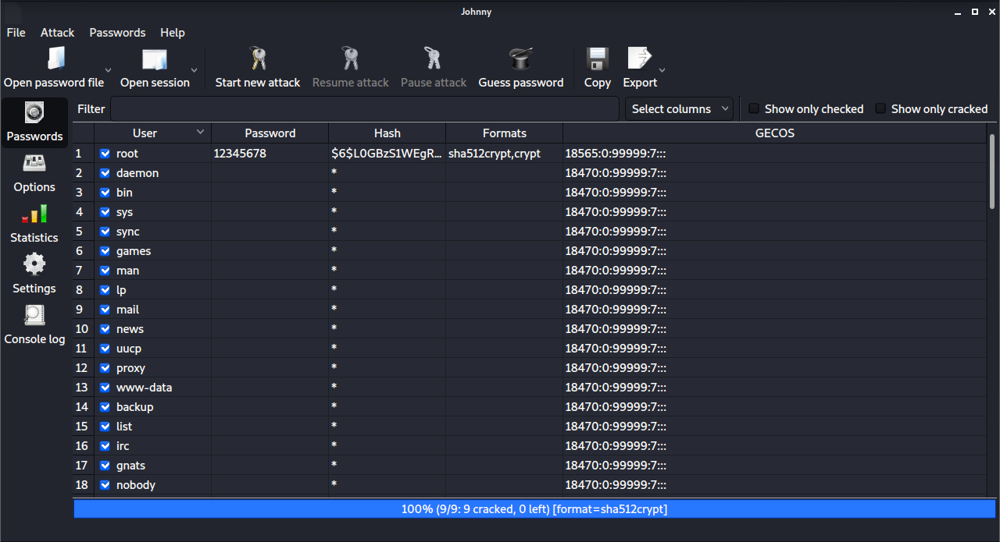 Johnny
File Attack Passwords Help
Open password file Open session Start new attack Resume attack Pause attack Guess password Copy Export
Passwords
Options
Statistics
Settings
Console log
Filter Select columns Show only checked Show only cracked
User Password Hash Formats GECOS
1 root 12345678 $6$L0GBzS1WEgR... sha512crypt,crypt 18565:0:99999:7:::
2 daemon * 18470:0:99999:7:::
3 bin * 18470:0:99999:7:::
4 sys * 18470:0:99999:7:::
5 sync * 18470:0:99999:7:::
6 games * 18470:0:99999:7:::
7 man * 18470:0:99999:7:::
8 lp * 18470:0:99999:7:::
9 mail * 18470:0:99999:7:::
10 news * 18470:0:99999:7:::
11 uucp * 18470:0:99999:7:::
12 proxy * 18470:0:99999:7:::
13 www-data * 18470:0:99999:7:::
14 backup * 18470:0:99999:7:::
15 list * 18470:0:99999:7:::
16 irc * 18470:0:99999:7:::
17 gnats * 18470:0:99999:7:::
18 nobody * 18470:0:99999:7:::
100% (9/9: 9 cracked, 0 left) [format=sha512crypt]